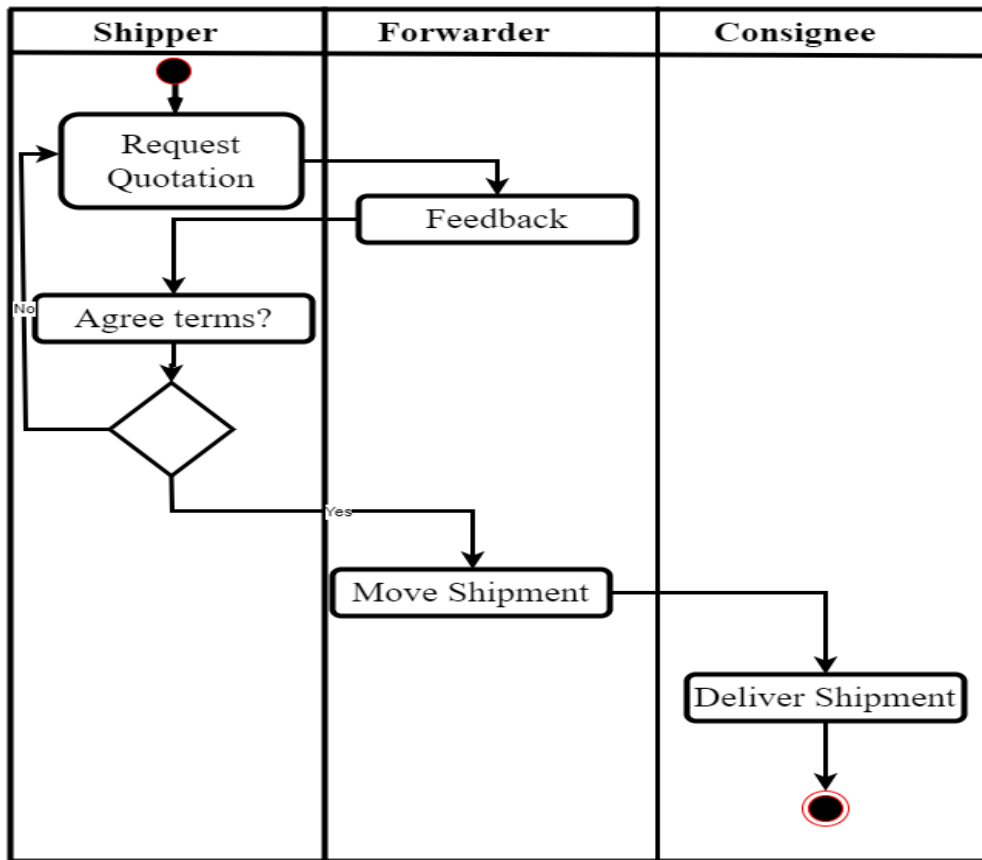 Shipper
Forwarder
Consignee
Request
Quotation
Feedback
No
Agree terms?
Yes
Move Shipment
Deliver Shipment